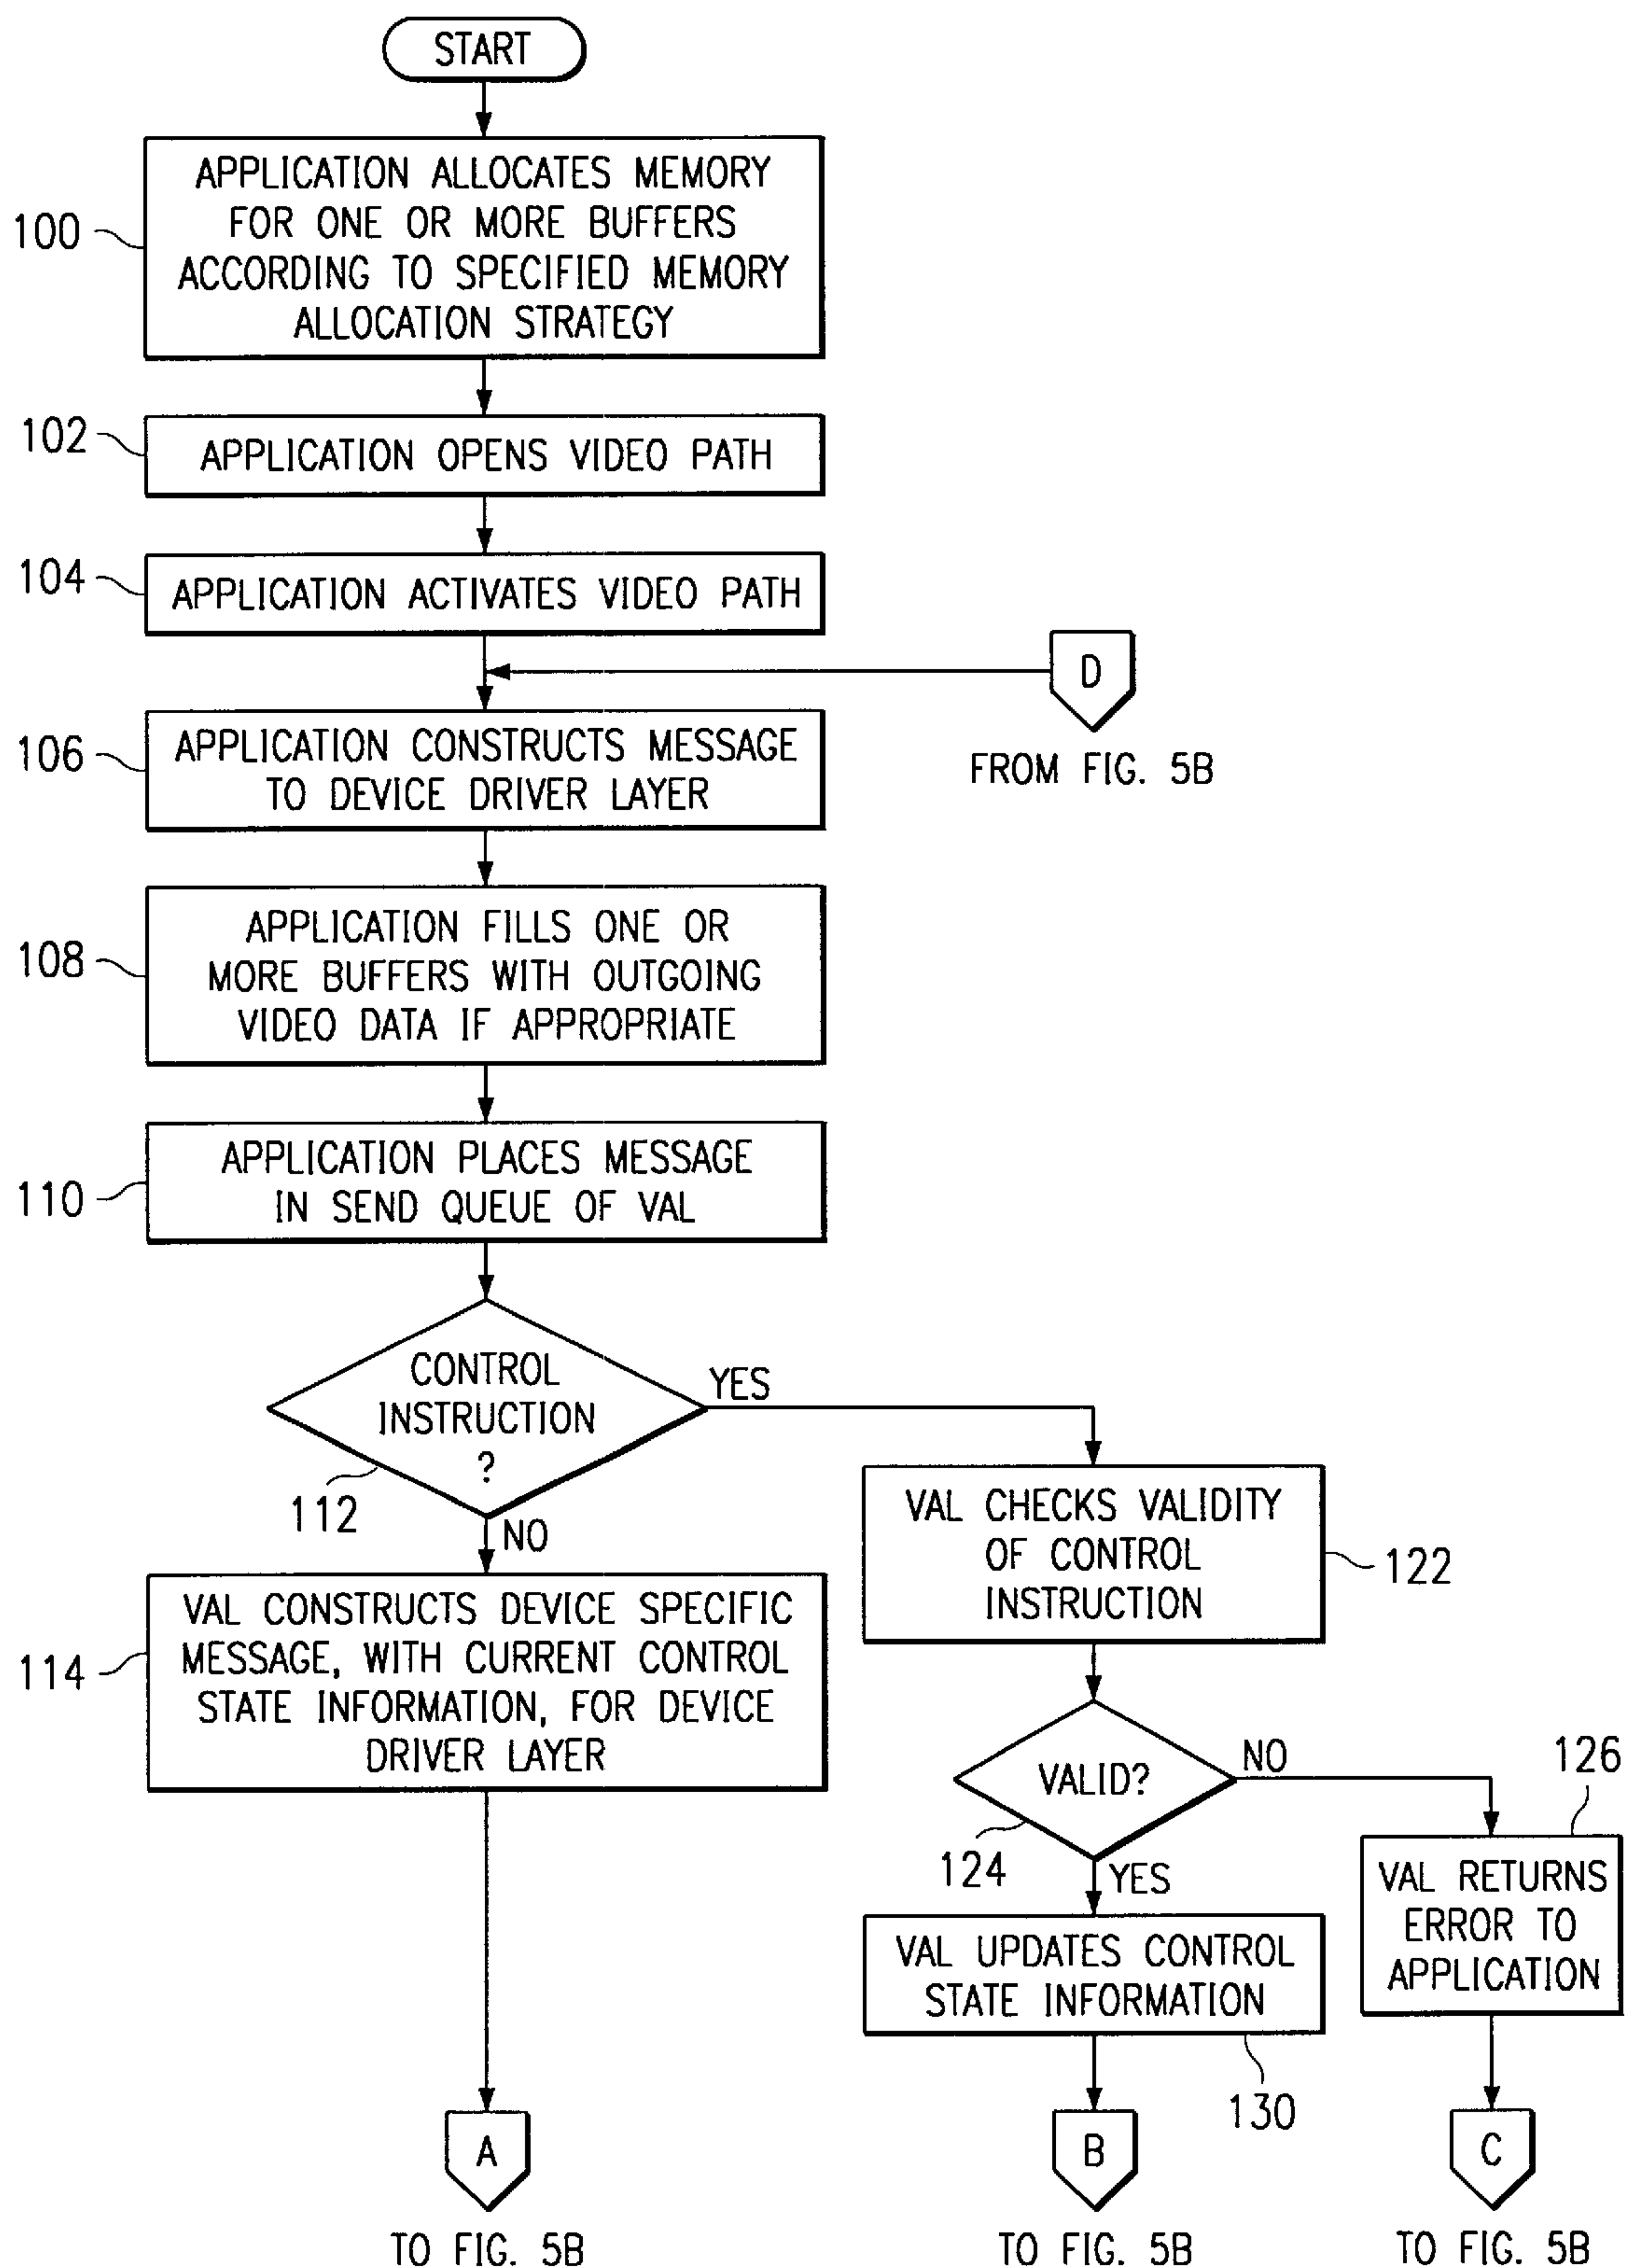 START
100
APPLICATION ALLOCATES MEMORY
FOR ONE OR MORE BUFFERS
ACCORDING TO SPECIFIED MEMORY
ALLOCATION STRATEGY
102
APPLICATION OPENS VIDEO PATH
104
APPLICATION ACTIVATES VIDEO PATH
D
FROM FIG. 5B
106
APPLICATION CONSTRUCTS MESSAGE
TO DEVICE DRIVER LAYER
108
APPLICATION FILLS ONE OR
MORE BUFFERS WITH OUTGOING
VIDEO DATA IF APPROPRIATE
110
APPLICATION PLACES MESSAGE
IN SEND QUEUE OF VAL
CONTROL
INSTRUCTION
?
YES
112
NO
VAL CHECKS VALIDITY
OF CONTROL
INSTRUCTION
122
114
VAL CONSTRUCTS DEVICE SPECIFIC
MESSAGE, WITH CURRENT CONTROL
STATE INFORMATION, FOR DEVICE
DRIVER LAYER
VALID?
NO
124
YES
126
VAL RETURNS
ERROR TO
APPLICATION
VAL UPDATES CONTROL
STATE INFORMATION
130
A
TO FIG. 5B
B
TO FIG. 5B
C
TO FIG. 5B